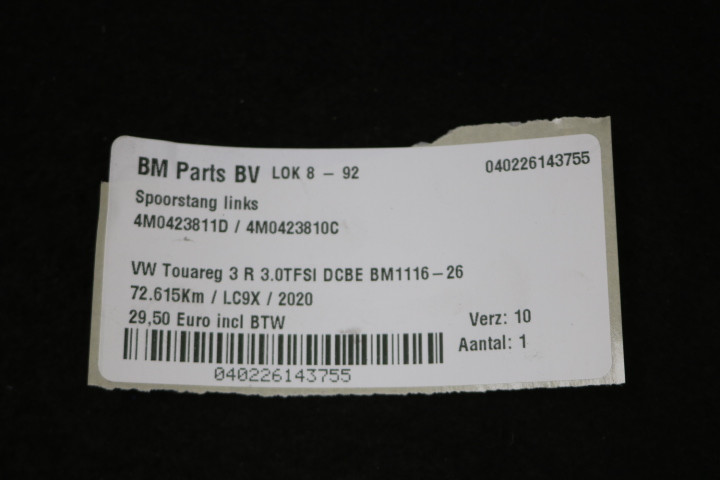 BM Parts BV LOK 8 - 92 040226143755
Spoorstang links
4M0423811D / 4M0423810C
VW Touareg 3 R 3.0TFSI DCBE BM1116-26
72.615Km / LC9X / 2020
29,50 Euro incl BTW Verz: 10
Aantal: 1
040226143755